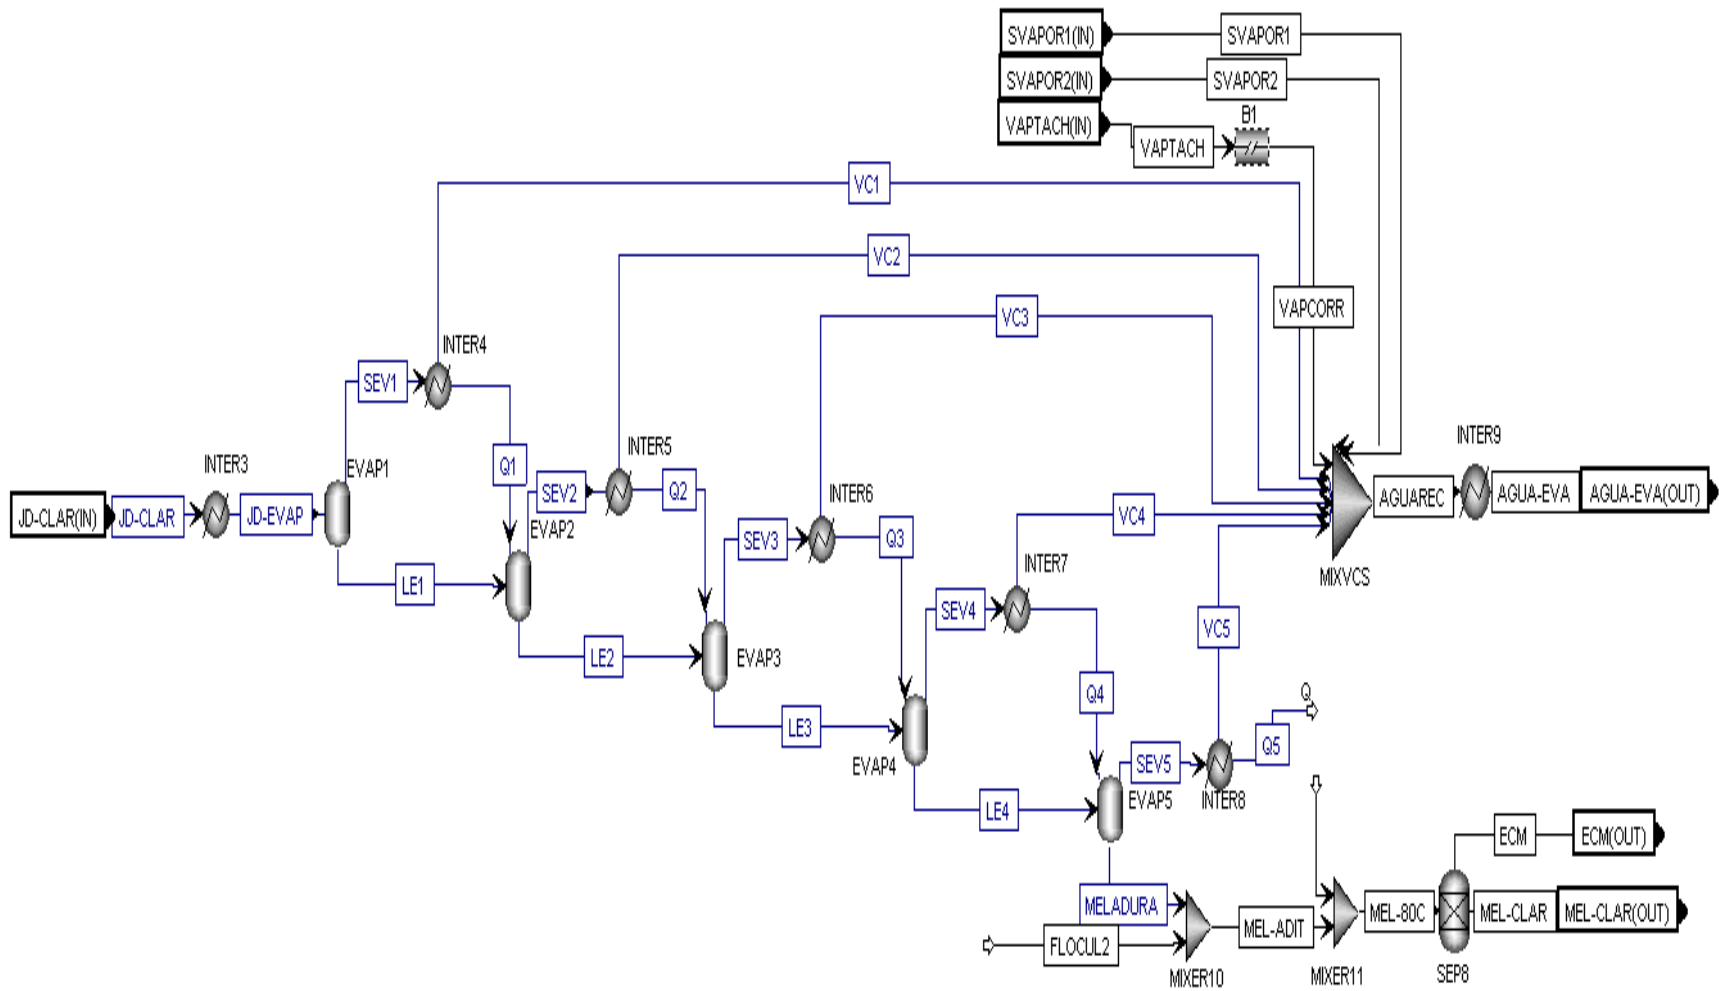 SVAPOR1(IN)
SVAPOR1
SVAPOR2(IN)
SVAPOR2
VAPTACH(IN)
B1
VAPTACH
VC1
VC2
VAPCORR
VC3
INTER4
SEV1
INTER3
EVAP1
Q1
INTER5
SEV2
Q2
INTER6
INTER9
JD-CLAR(IN)
JD-CLAR
JD-EVAP
EVAP2
SEV3
Q3
VC4
AGUAREC
AGUA-EVA
AGUA-EVA(OUT)
LE1
INTER7
MIXVCS
SEV4
VC5
LE2
EVAP3
Q4
Q
LE3
Q5
EVAP4
SEV5
LE4
EVAP5
INTER8
ECM
ECM(OUT)
MELADURA
MEL-80C
MEL-CLAR
MEL-CLAR(OUT)
FLOCUL2
MEL-ADIT
MIXER10
MIXER11
SEP8